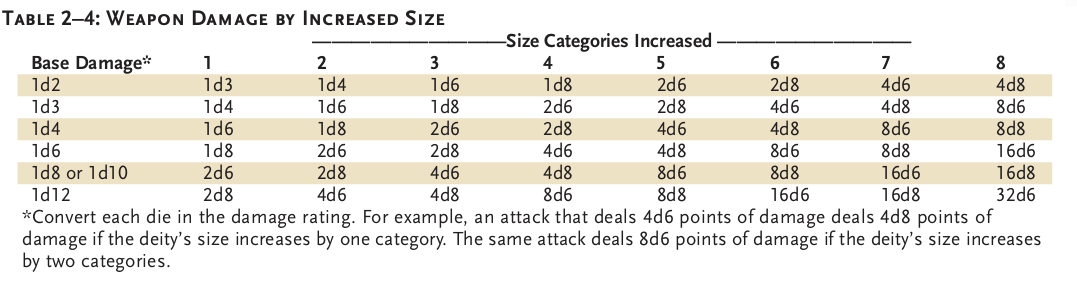 TABLE 2–4: WEAPON DAMAGE BY INCREASED SIZE
——————————Size Categories Increased ——————————
Base Damage* 1 2 3 4 5 6 7 8
1d2 1d3 1d4 1d6 1d8 2d6 2d8 4d6 4d8
1d3 1d4 1d6 1d8 2d6 2d8 4d6 4d8 8d6
1d4 1d6 1d8 2d6 2d8 4d6 4d8 8d6 8d8
1d6 1d8 2d6 2d8 4d6 4d8 8d6 8d8 16d6
1d8 or 1d10 2d6 2d8 4d6 4d8 8d6 8d8 16d6 16d8
1d12 2d8 4d6 4d8 8d6 8d8 16d6 16d8 32d6
*Convert each die in the damage rating. For example, an attack that deals 4d6 points of damage deals 4d8 points of
damage if the deity’s size increases by one category. The same attack deals 8d6 points of damage if the deity’s size increases
by two categories.